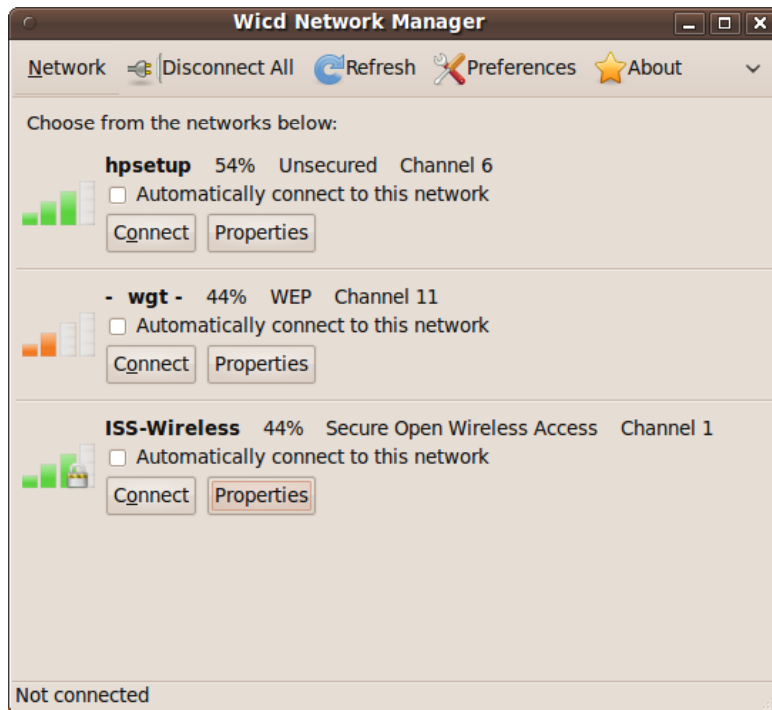 Wicd Network Manager
Network Disconnect All Refresh Preferences About
Choose from the networks below:
hpsetup 54% Unsecured Channel 6
Automatically connect to this network
Connect Properties
- wgt - 44% WEP Channel 11
Automatically connect to this network
Connect Properties
ISS-Wireless 44% Secure Open Wireless Access Channel 1
Automatically connect to this network
Connect Properties
Not connected